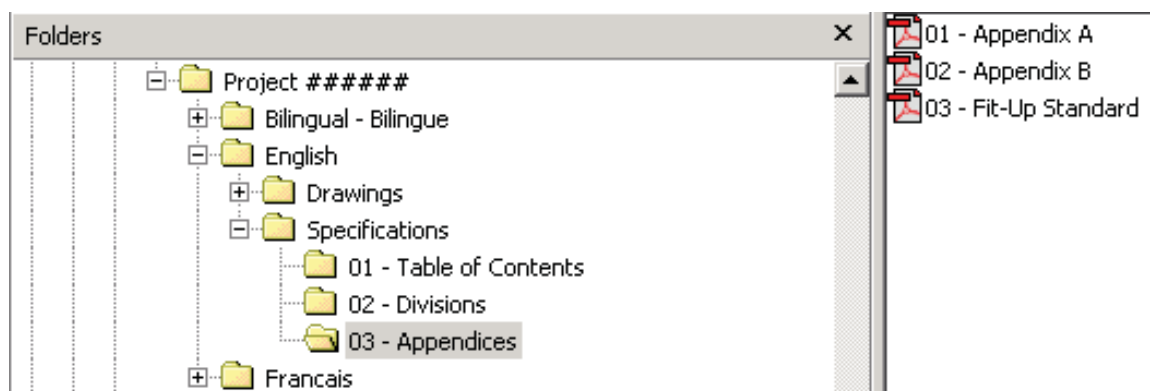 Folders
Project ######
Bilingual - Bilingue
English
Drawings
Specifications
01 - Table of Contents
02 - Divisions
03 - Appendices
Francais
01 - Appendix A
02 - Appendix B
03 - Fit-Up Standard